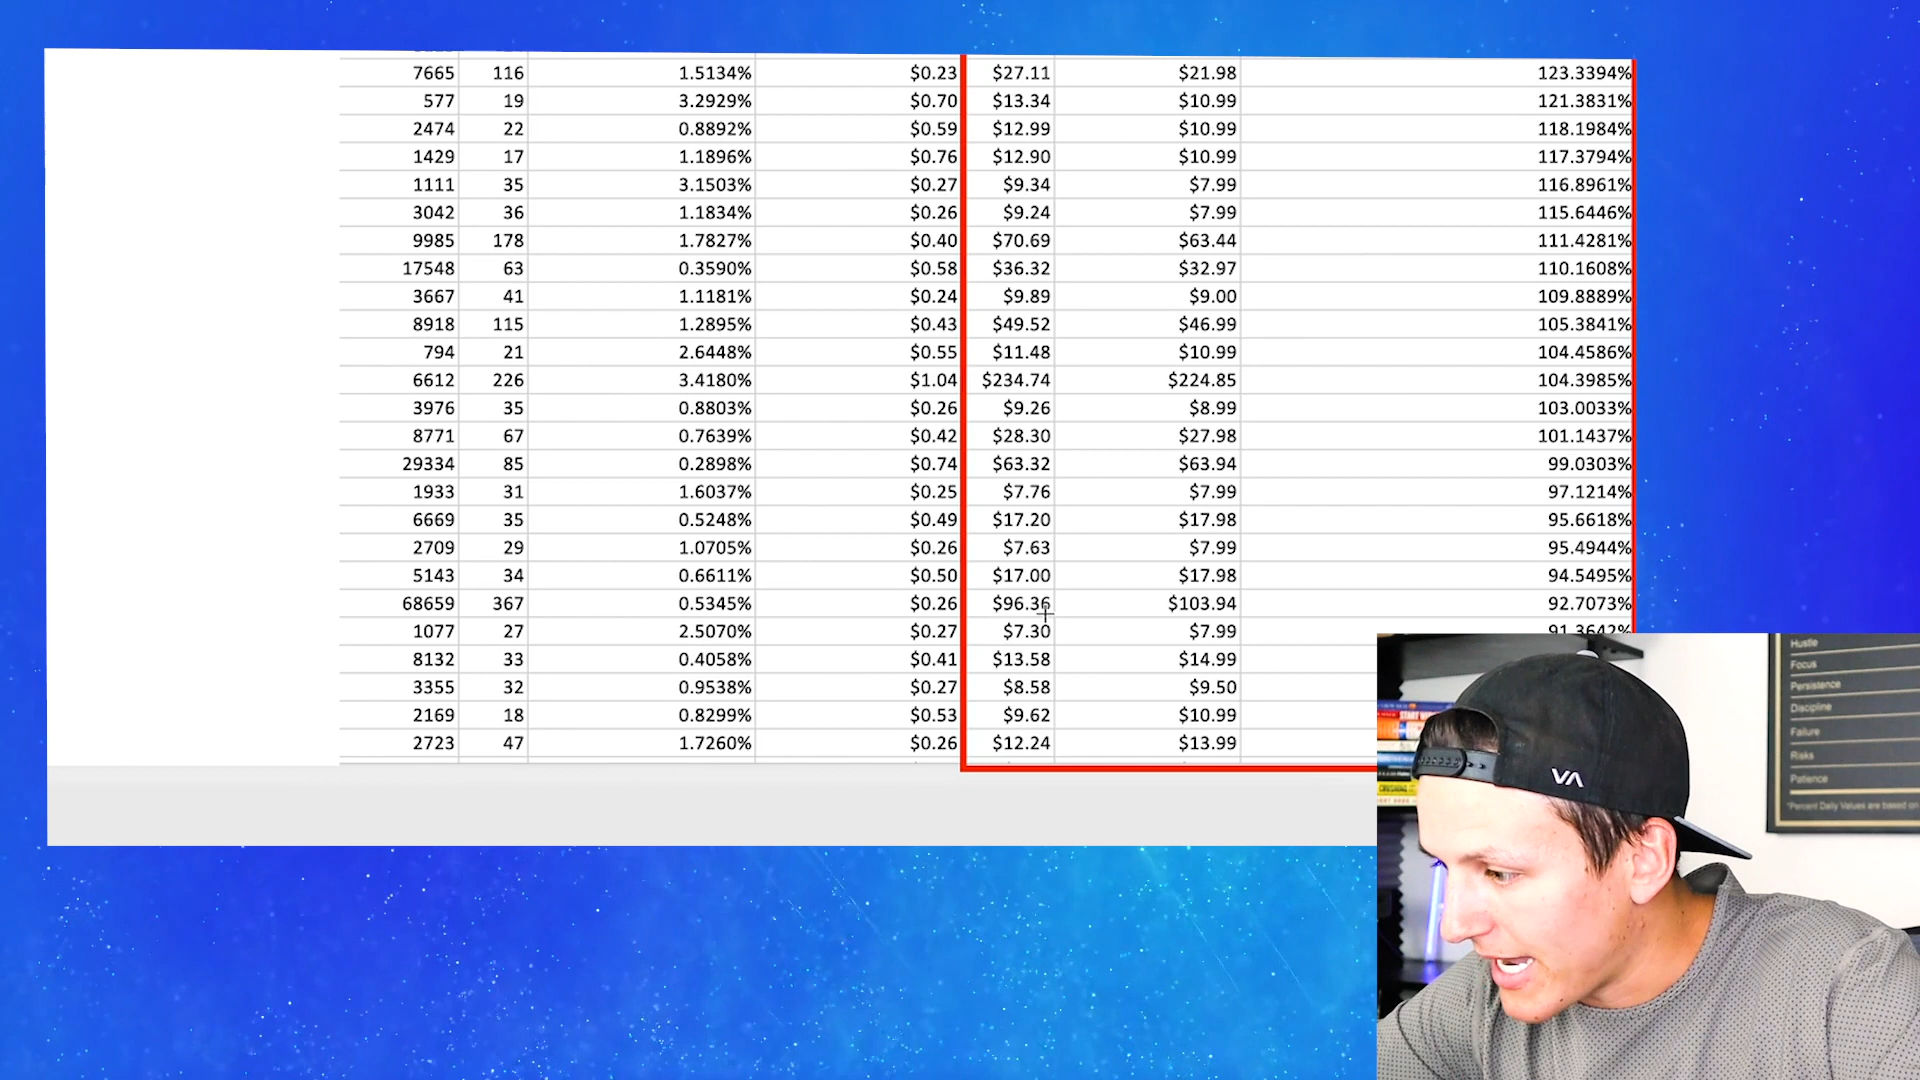 7665 116 1.5134% $0.23 $27.11 $21.98 123.3394%
577 19 3.2929% $0.70 $13.34 $10.99 121.3831%
2474 22 0.8892% $0.59 $12.99 $10.99 118.1984%
1429 17 1.1896% $0.76 $12.90 $10.99 117.3794%
1111 35 3.1503% $0.27 $9.34 $7.99 116.8961%
3042 36 1.1834% $0.26 $9.24 $7.99 115.6446%
9985 178 1.7827% $0.40 $70.69 $63.44 111.4281%
17548 63 0.3590% $0.58 $36.32 $32.97 110.1608%
3667 41 1.1181% $0.24 $9.89 $9.00 109.8889%
8918 115 1.2895% $0.43 $49.52 $46.99 105.3841%
794 21 2.6448% $0.55 $11.48 $10.99 104.4586%
6612 226 3.4180% $1.04 $234.74 $224.85 104.3985%
3976 35 0.8803% $0.26 $9.26 $8.99 103.0033%
8771 67 0.7639% $0.42 $28.30 $27.98 101.1437%
29334 85 0.2898% $0.74 $63.32 $63.94 99.0303%
1933 31 1.6037% $0.25 $7.76 $7.99 97.1214%
6669 35 0.5248% $0.49 $17.20 $17.98 95.6618%
2709 29 1.0705% $0.26 $7.63 $7.99 95.4944%
5143 34 0.6611% $0.50 $17.00 $17.98 94.5495%
68659 367 0.5345% $0.26 $96.36 $103.94 92.7073%
1077 27 2.5070% $0.27 $7.30 $7.99 91.3642%
8132 33 0.4058% $0.41 $13.58 $14.99
3355 32 0.9538% $0.27 $8.58 $9.50
2169 18 0.8299% $0.53 $9.62 $10.99
2723 47 1.7260% $0.26 $12.24 $13.99
Hustle
Focus
Persistence
Discipline
Failure
Risks
Patience
*Percent Daily Values are based on
START
VA